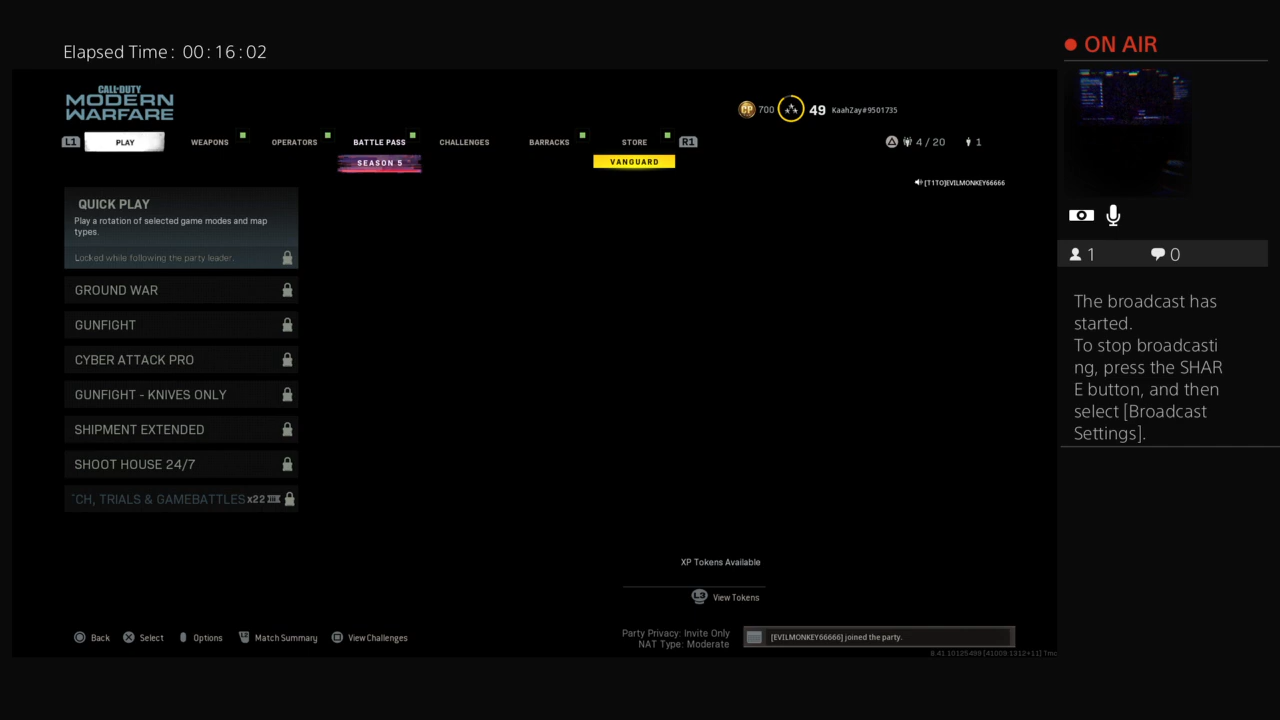 Elapsed Time: 00:16:02
ON AIR
CALL OF DUTY
MODERN
WARFARE
CP 700 49 KaahZay#9501735
L1 PLAY WEAPONS OPERATORS BATTLE PASS CHALLENGES BARRACKS STORE R1
SEASON 5 VANGUARD
4 / 20 1
[T1TO]EVILMONKEY66666
QUICK PLAY
Play a rotation of selected game modes and map
types.
Locked while following the party leader.
GROUND WAR
GUNFIGHT
CYBER ATTACK PRO
GUNFIGHT - KNIVES ONLY
SHIPMENT EXTENDED
SHOOT HOUSE 24/7
CH, TRIALS & GAMEBATTLES x22
1 0
The broadcast has
started.
To stop broadcasti
ng, press the SHAR
E button, and then
select [Broadcast
Settings].
XP Tokens Available
L3 View Tokens
Back Select Options Match Summary View Challenges
Party Privacy: Invite Only
NAT Type: Moderate
[EVILMONKEY66666] joined the party.